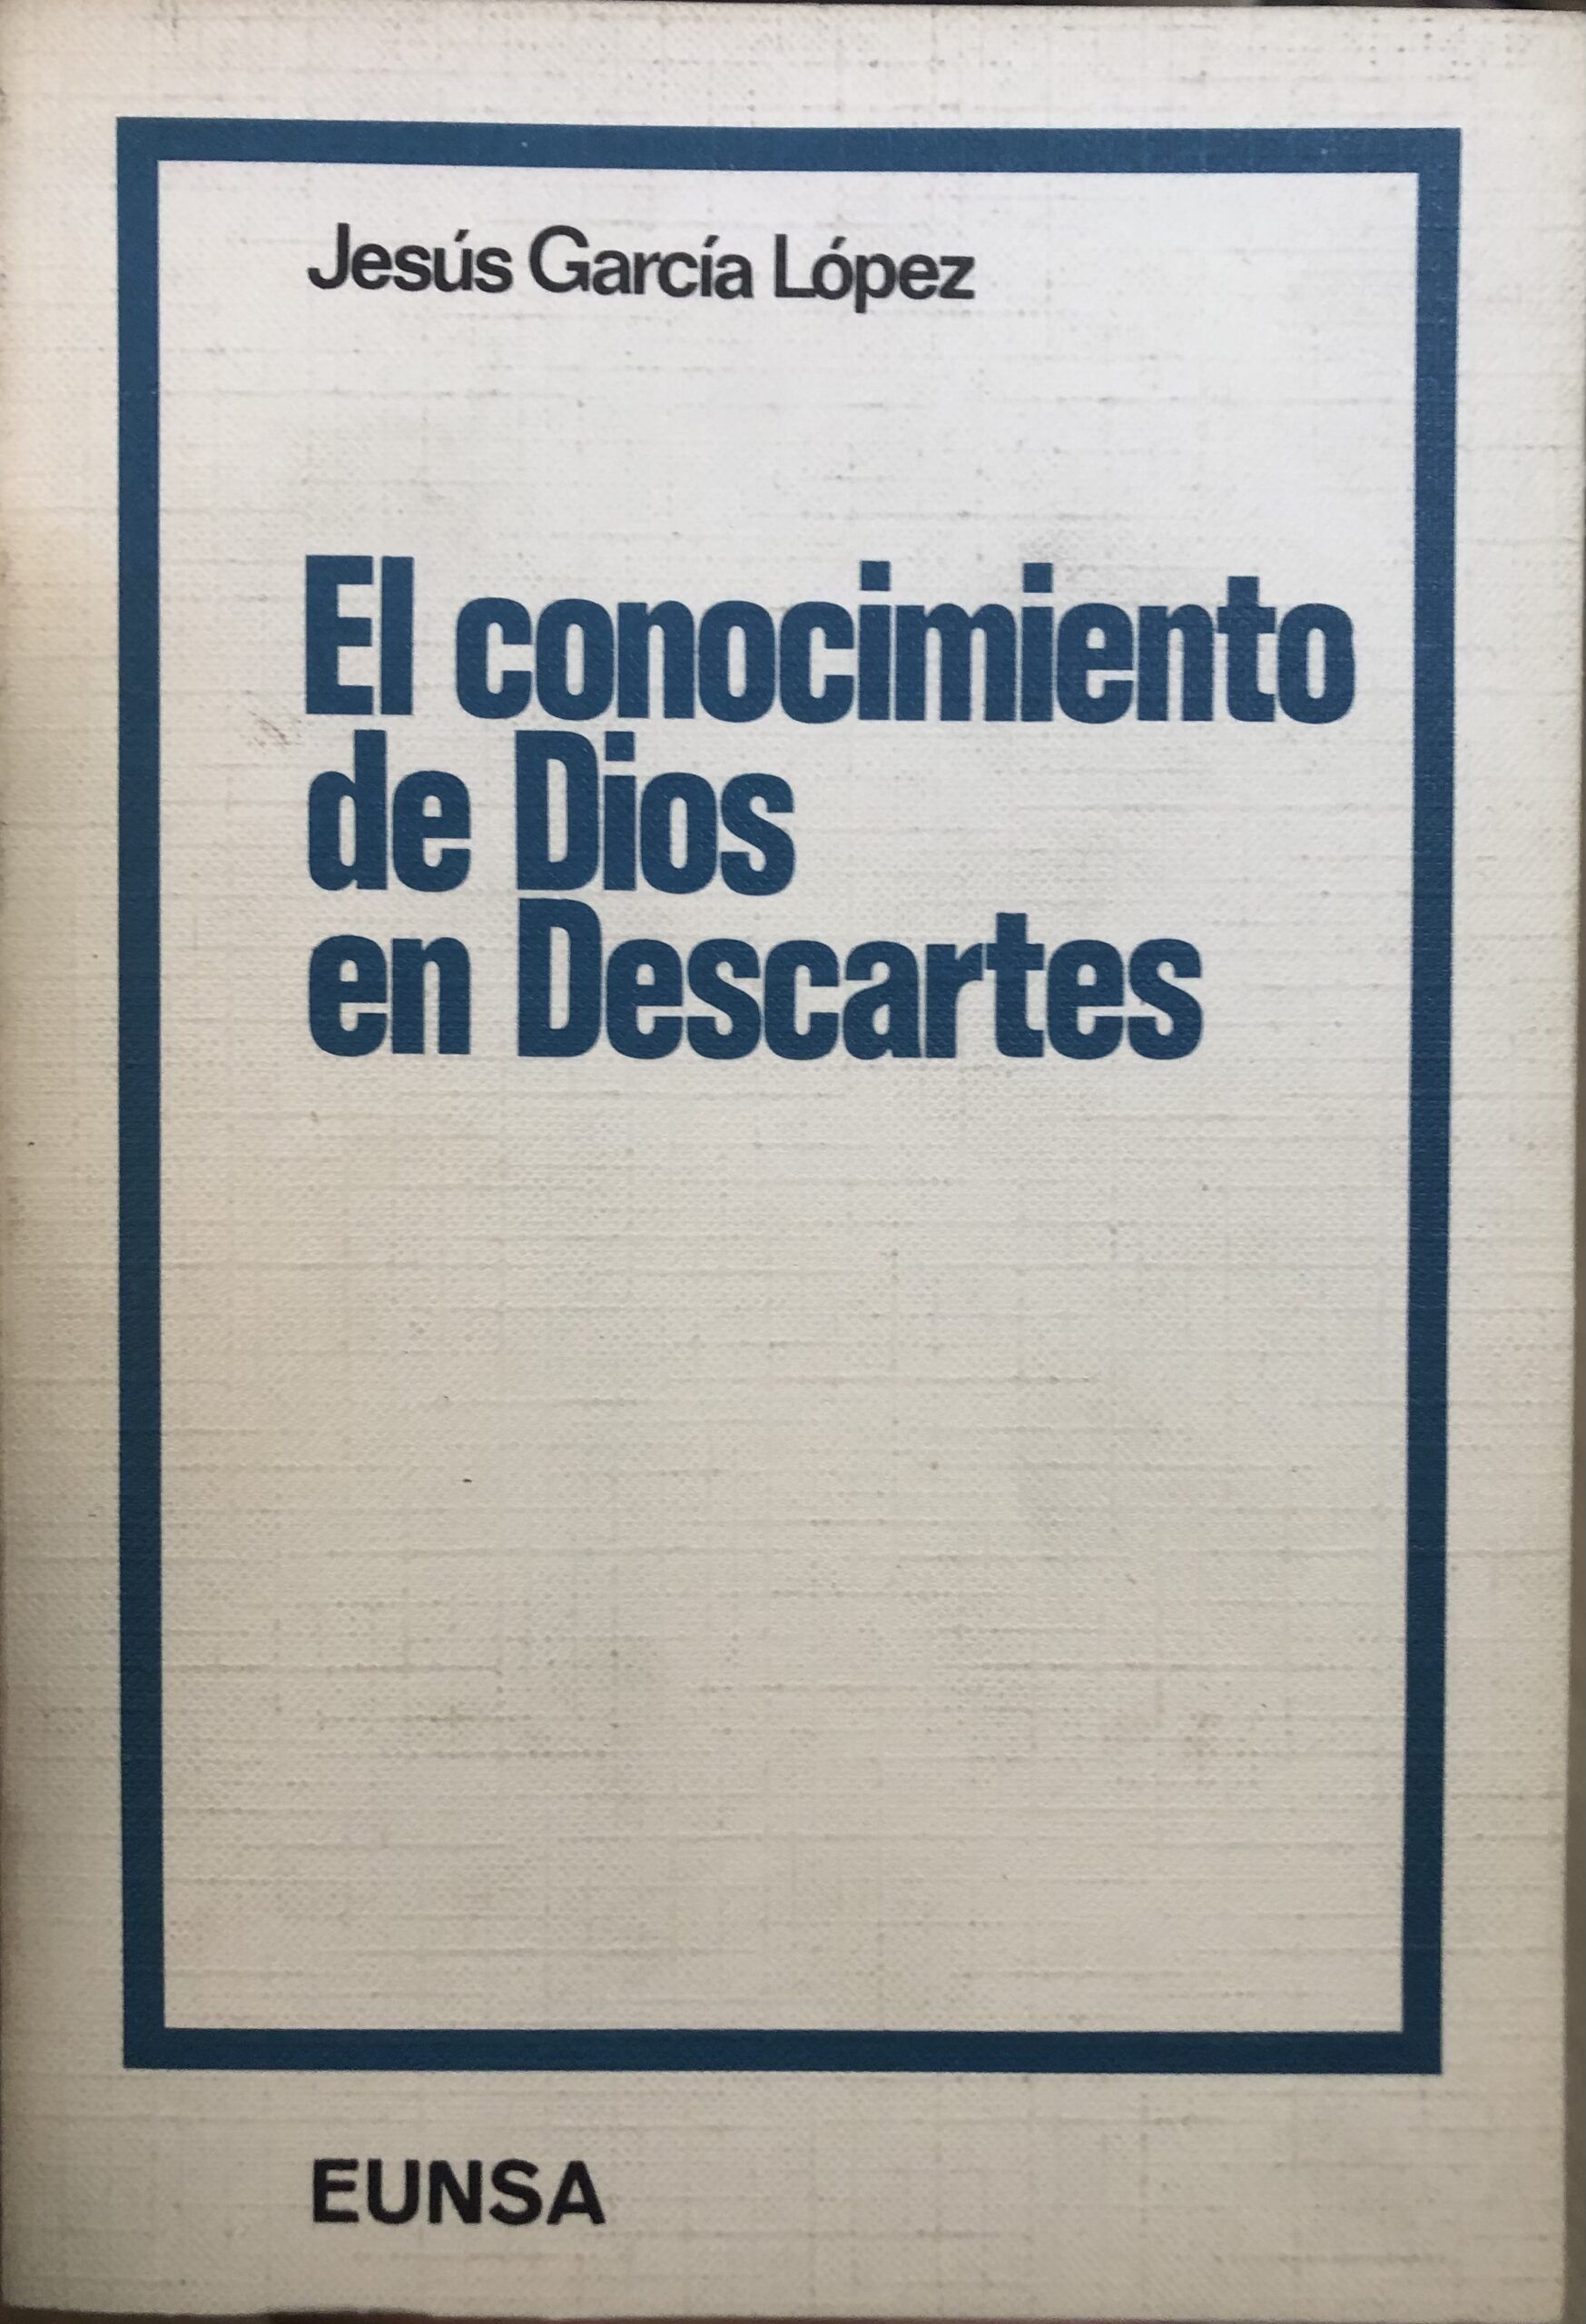 Jesús García López
El conocimiento
de Dios
en Descartes
EUNSA